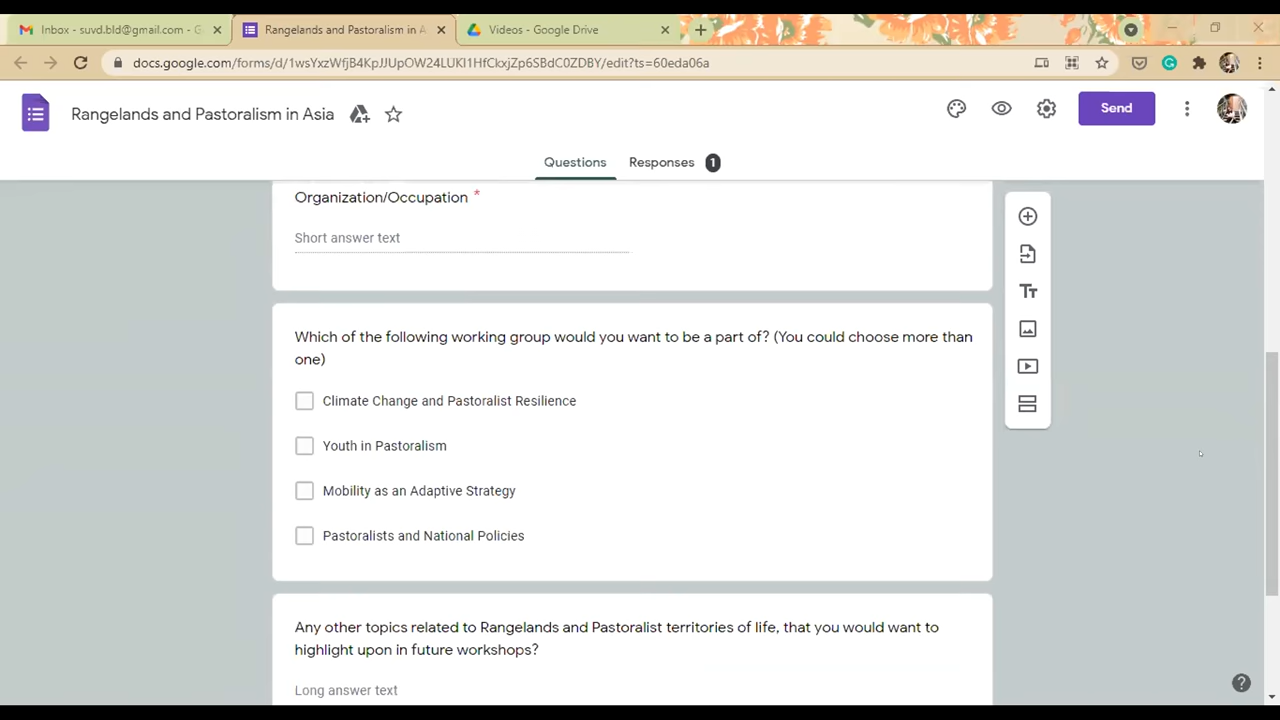 Inbox - suvd.bld@gmail.com - G
Rangelands and Pastoralism in A
Videos - Google Drive
docs.google.com/forms/d/1wsYxzWfjB4KpJJUpOW24LUKIHfCkxjZp6SBdC0ZDBY/edit?ts=60eda06a
Rangelands and Pastoralism in Asia
Send
Questions
Responses 1
Organization/Occupation *
Short answer text
Which of the following working group would you want to be a part of? (You could choose more than
one)
Climate Change and Pastoralist Resilience
Youth in Pastoralism
Mobility as an Adaptive Strategy
Pastoralists and National Policies
Any other topics related to Rangelands and Pastoralist territories of life, that you would want to
highlight upon in future workshops?
Long answer text